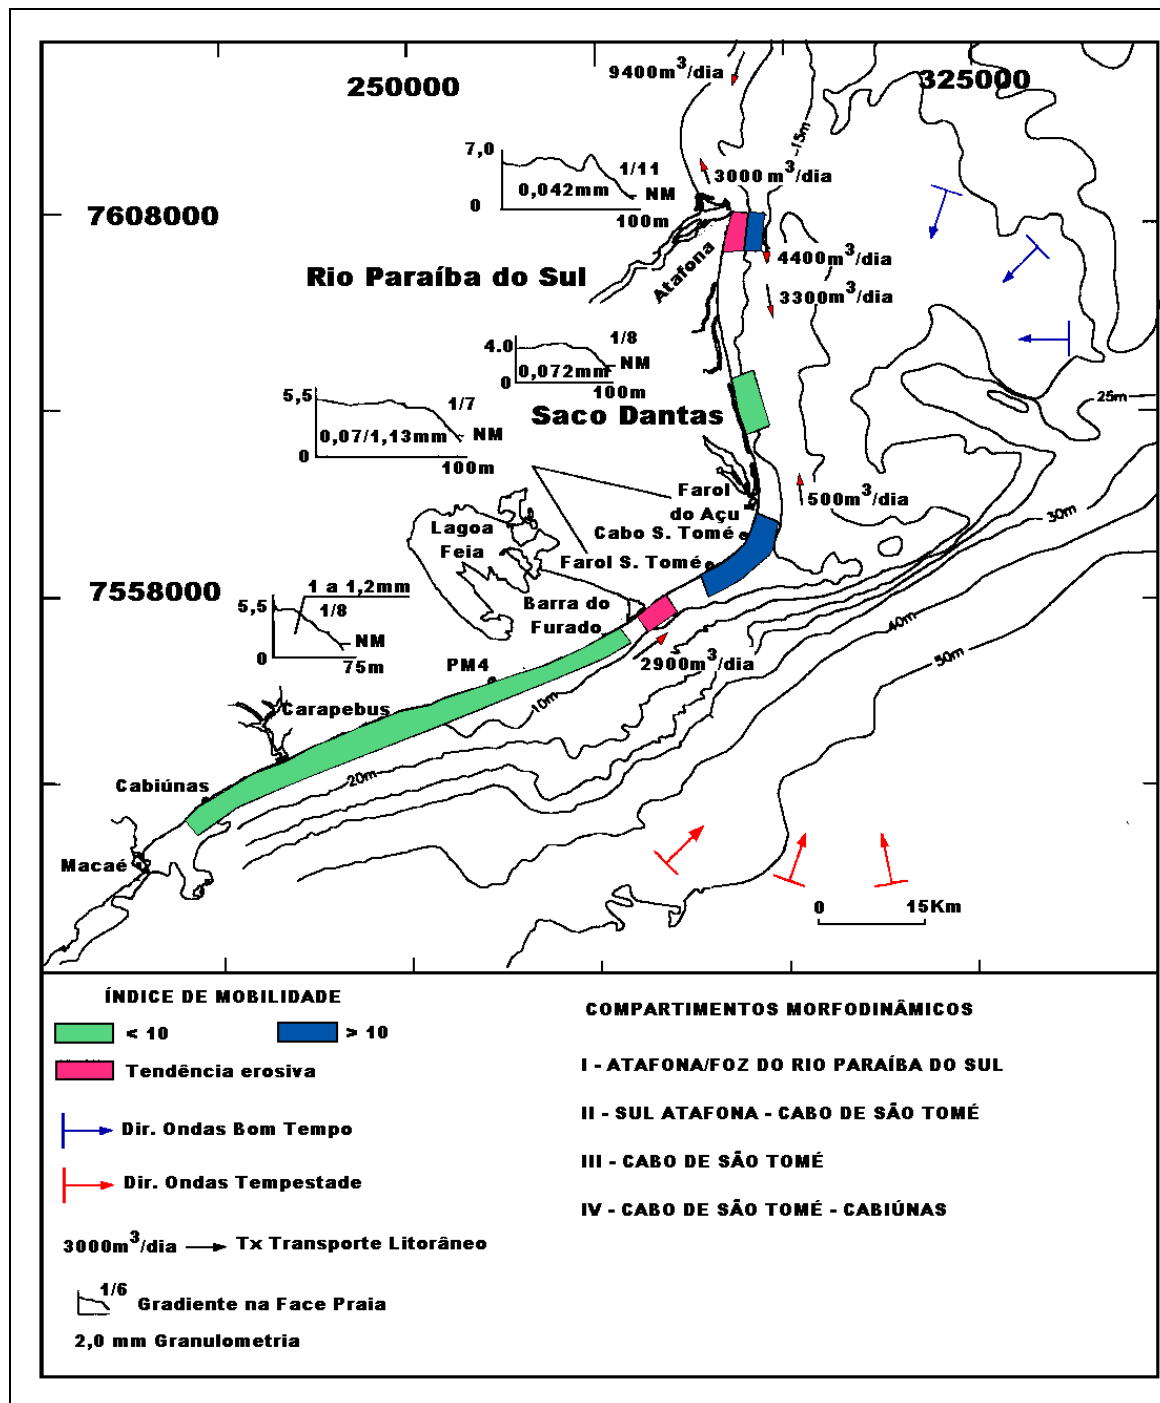 9400m³/dia
250000
325000
15m
7,0
1/11
0,042mm
NM
0
100m
3000 m³/dia
7608000
4400m³/dia
Atafona
Rio Paraíba do Sul
3300m³/dia
4.0
1/8
0,072mm
NM
0
100m
5,5
1/7
0,07/1,13mm
NM
0
100m
25m
Saco Dantas
Farol
do Açu
500m³/dia
30m
Lagoa
Feia
Cabo S. Tomé
Farol S. Tomé
7558000
1 a 1,2mm
5,5
1/8
NM
0
75m
Barra do
Furado
40m
50m
2900m³/dia
PM4
10m
Carapebus
20m
Cabiúnas
Macaé
0
15Km
ÍNDICE DE MOBILIDADE
< 10
> 10
Tendência erosiva
Dir. Ondas Bom Tempo
Dir. Ondas Tempestade
3000m³/dia
Tx Transporte Litorâneo
1/6
Gradiente na Face Praia
2,0 mm Granulometria
COMPARTIMENTOS MORFODINÂMICOS
I - ATAFONA/FOZ DO RIO PARAÍBA DO SUL
II - SUL ATAFONA - CABO DE SÃO TOMÉ
III - CABO DE SÃO TOMÉ
IV - CABO DE SÃO TOMÉ - CABIÚNAS